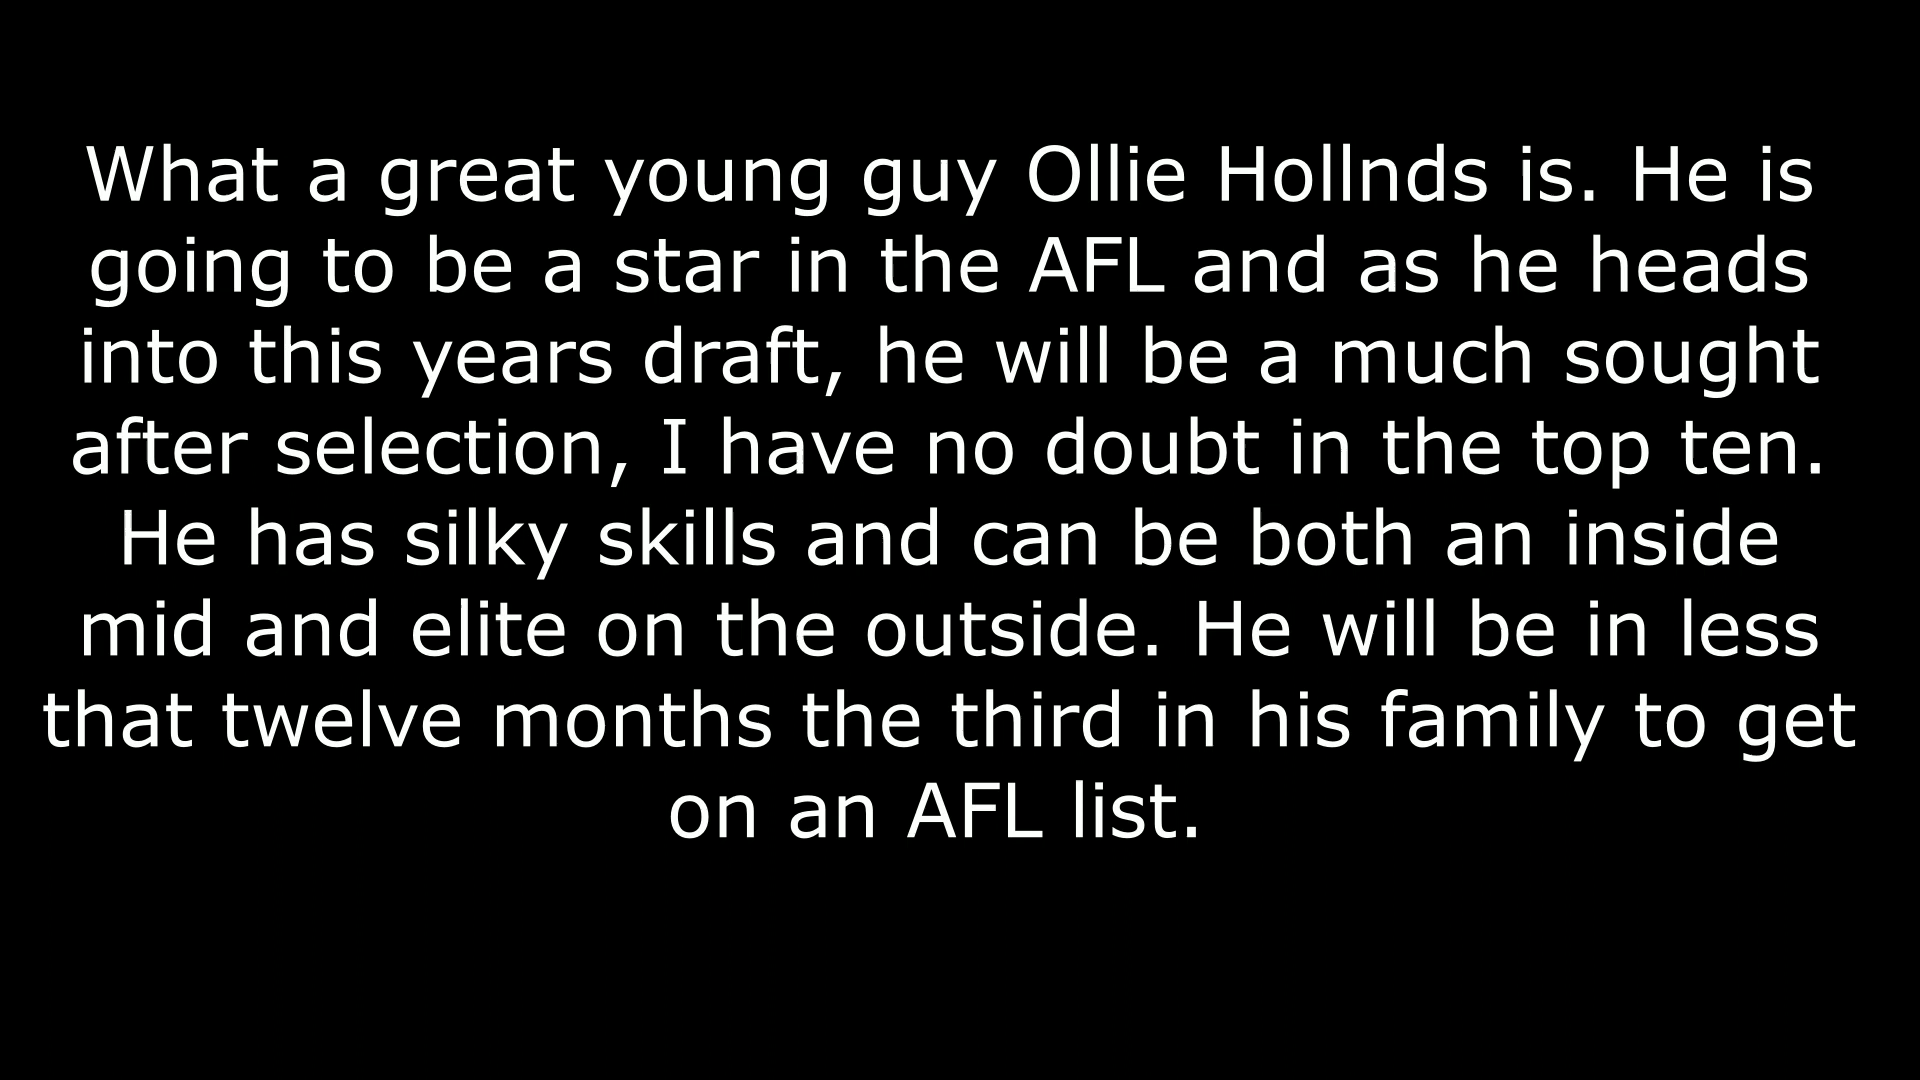 What a great young guy Ollie Hollnds is. He is
going to be a star in the AFL and as he heads
into this years draft, he will be a much sought
after selection, I have no doubt in the top ten.
He has silky skills and can be both an inside
mid and elite on the outside. He will be in less
that twelve months the third in his family to get
on an AFL list.